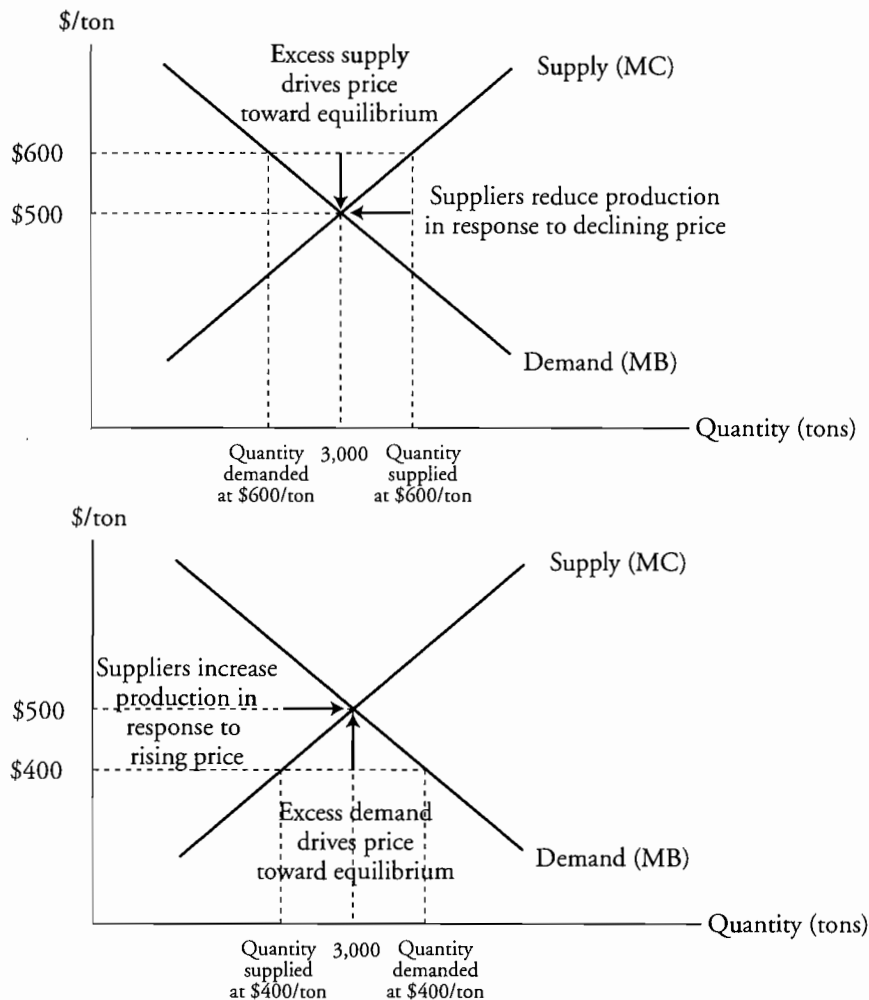 $/ton
Excess supply
drives price
toward equilibrium
Supply (MC)
$600
$500
Suppliers reduce production
in response to declining price
Demand (MB)
Quantity (tons)
Quantity
demanded
at $600/ton
3,000
Quantity
supplied
at $600/ton
$/ton
Supply (MC)
Suppliers increase
production in
response to
rising price
$500
$400
Excess demand
drives price
toward equilibrium
Demand (MB)
Quantity (tons)
Quantity
supplied
at $400/ton
3,000
Quantity
demanded
at $400/ton